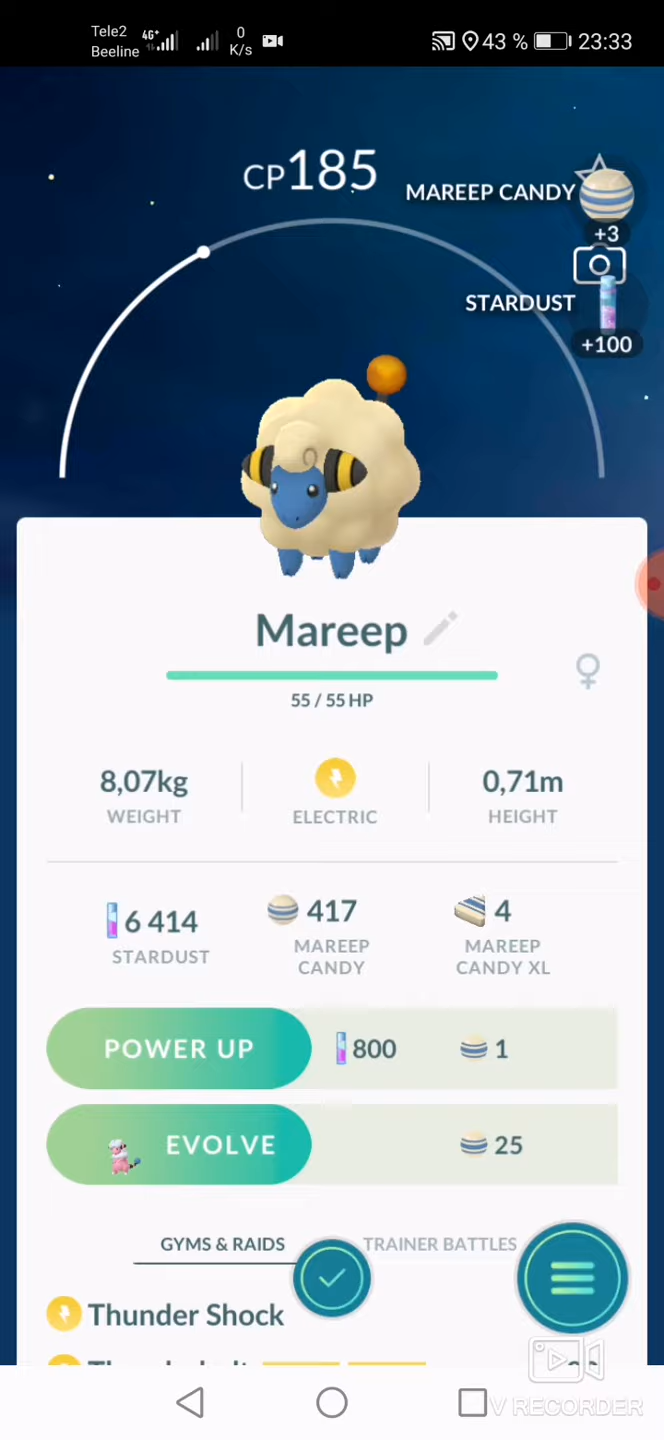 Tele2
Beeline
4G+
0
K/s
43 %
23:33
CP185
MAREEP CANDY
+3
STARDUST
+100
Mareep
55 / 55 HP
8,07kg
WEIGHT
ELECTRIC
0,71m
HEIGHT
6 414
STARDUST
417
MAREEP
CANDY
4
MAREEP
CANDY XL
POWER UP
800
1
EVOLVE
25
GYMS & RAIDS
TRAINER BATTLES
Thunder Shock
V RECORDER